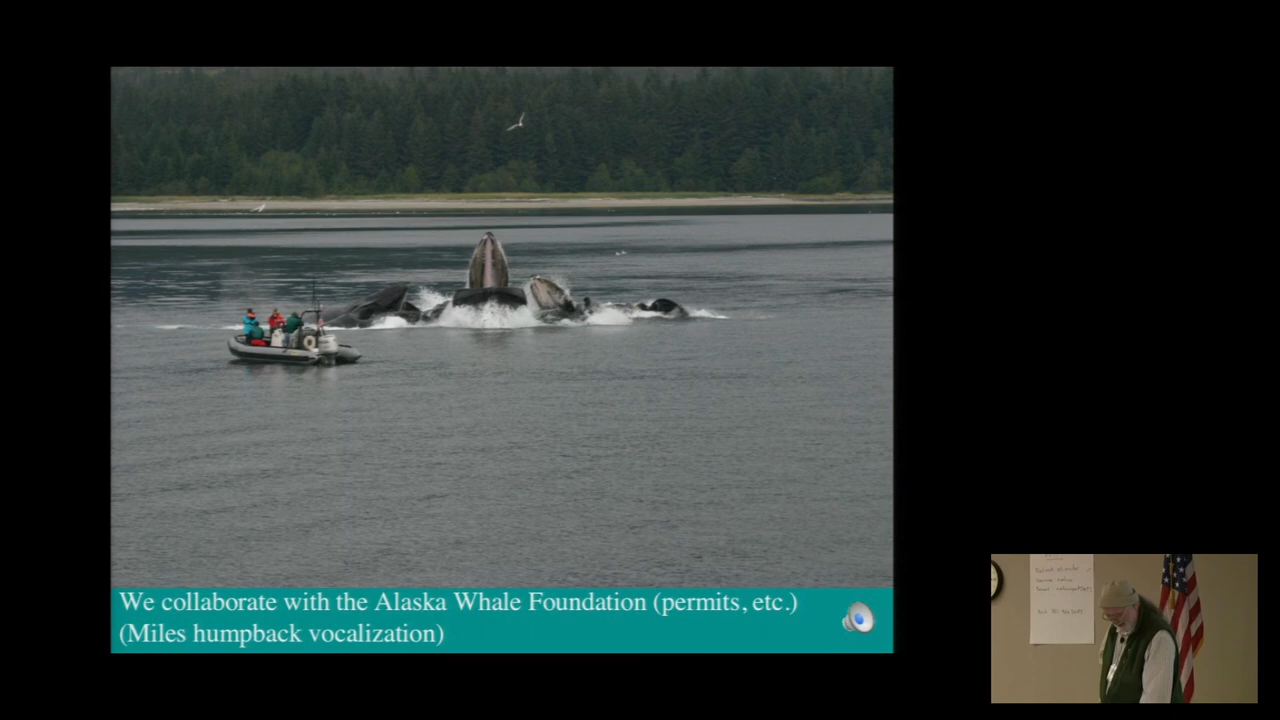 We collaborate with the Alaska Whale Foundation (permits, etc.)
(Miles humpback vocalization)